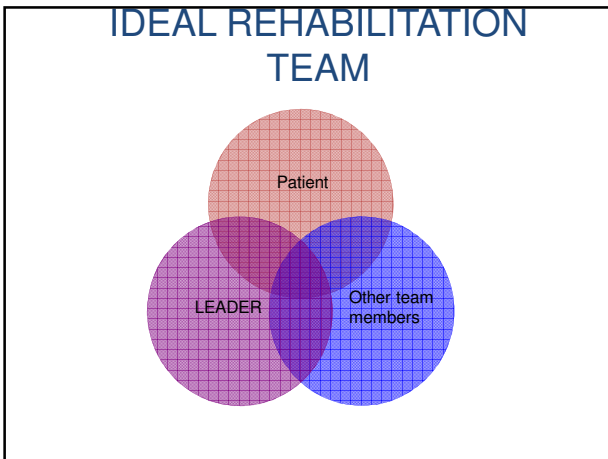 IDEAL REHABILITATION
TEAM
Patient
LEADER
Other team
members